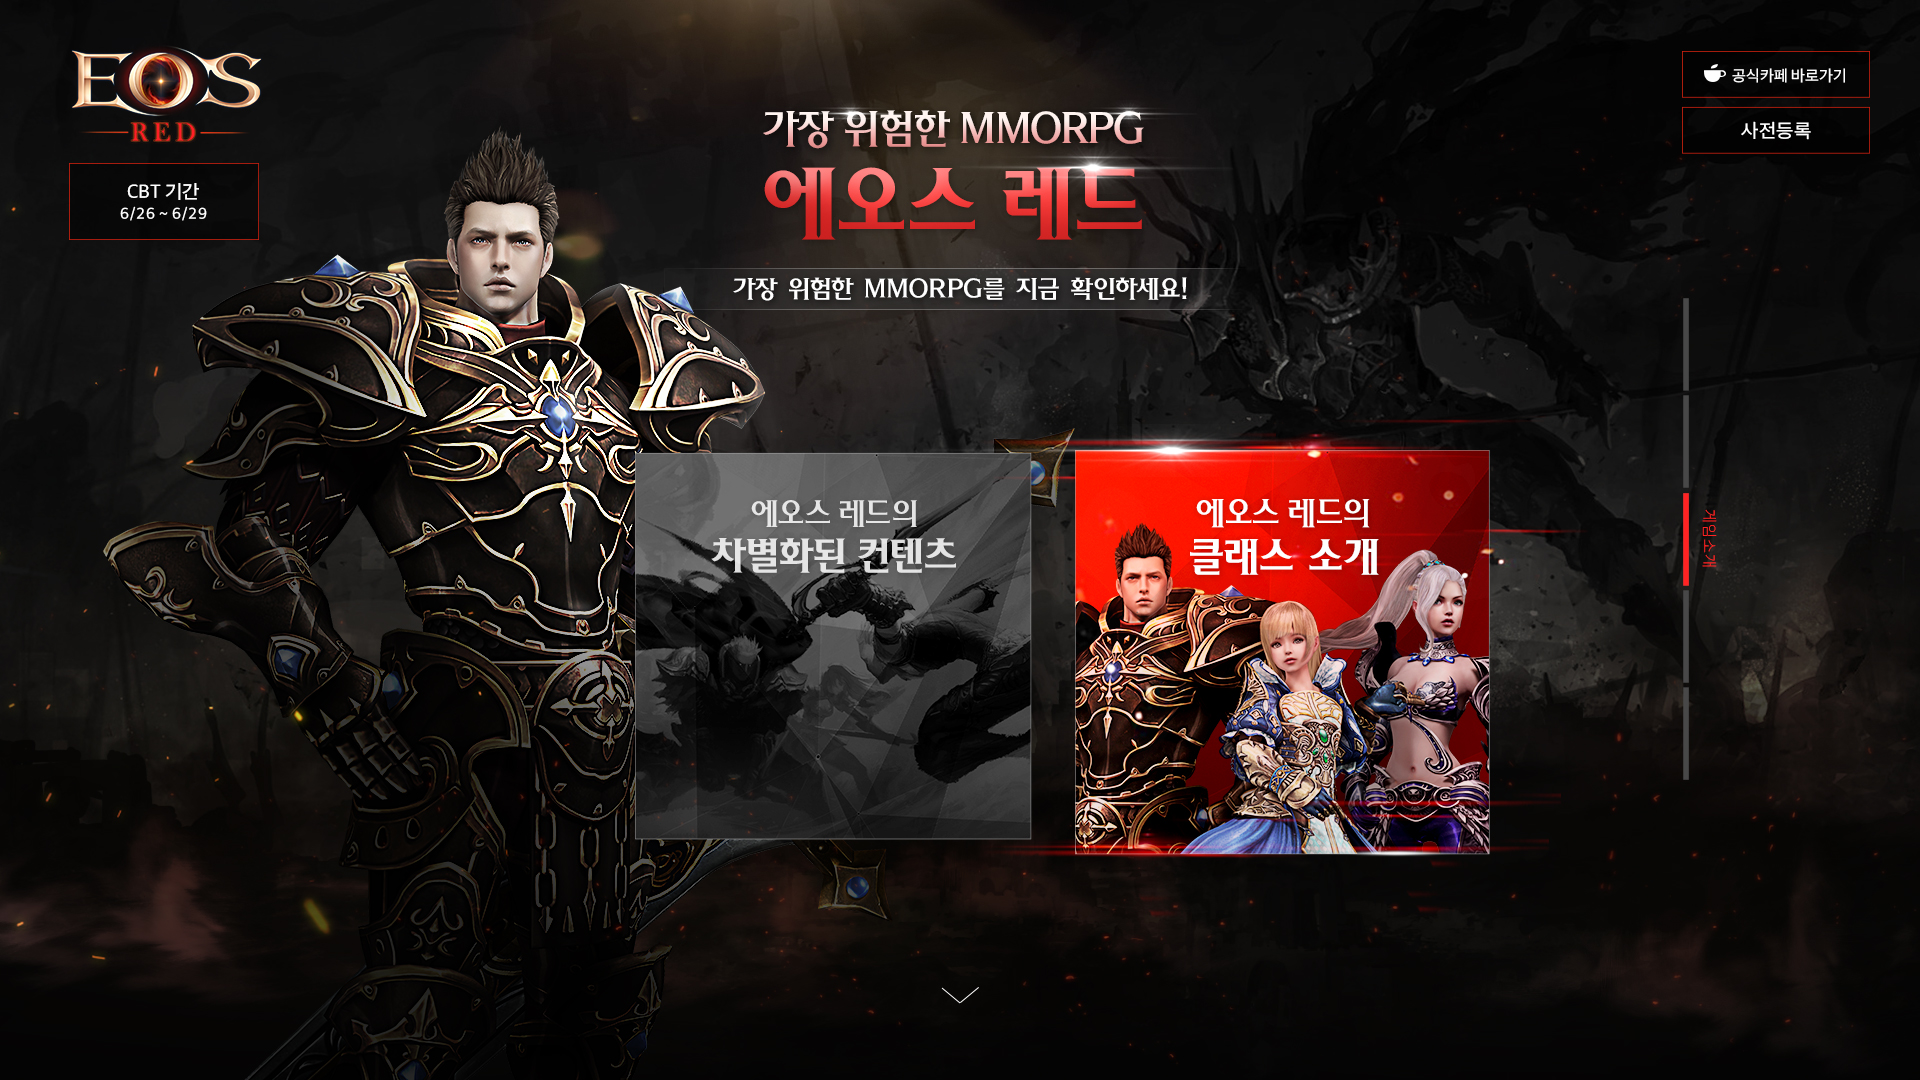 EOS
RED
CBT 기간
6/26 ~ 6/29
가장 위험한 MMORPG
에오스 레드
가장 위험한 MMORPG를 지금 확인하세요!
공식카페 바로가기
사전등록
에오스 레드의
차별화된 컨텐츠
에오스 레드의
클래스 소개
게임소개